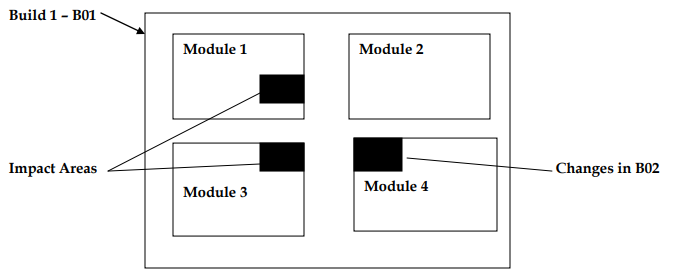 Build 1 – B01
Module 1
Module 2
Impact Areas
Changes in B02
Module 3
Module 4